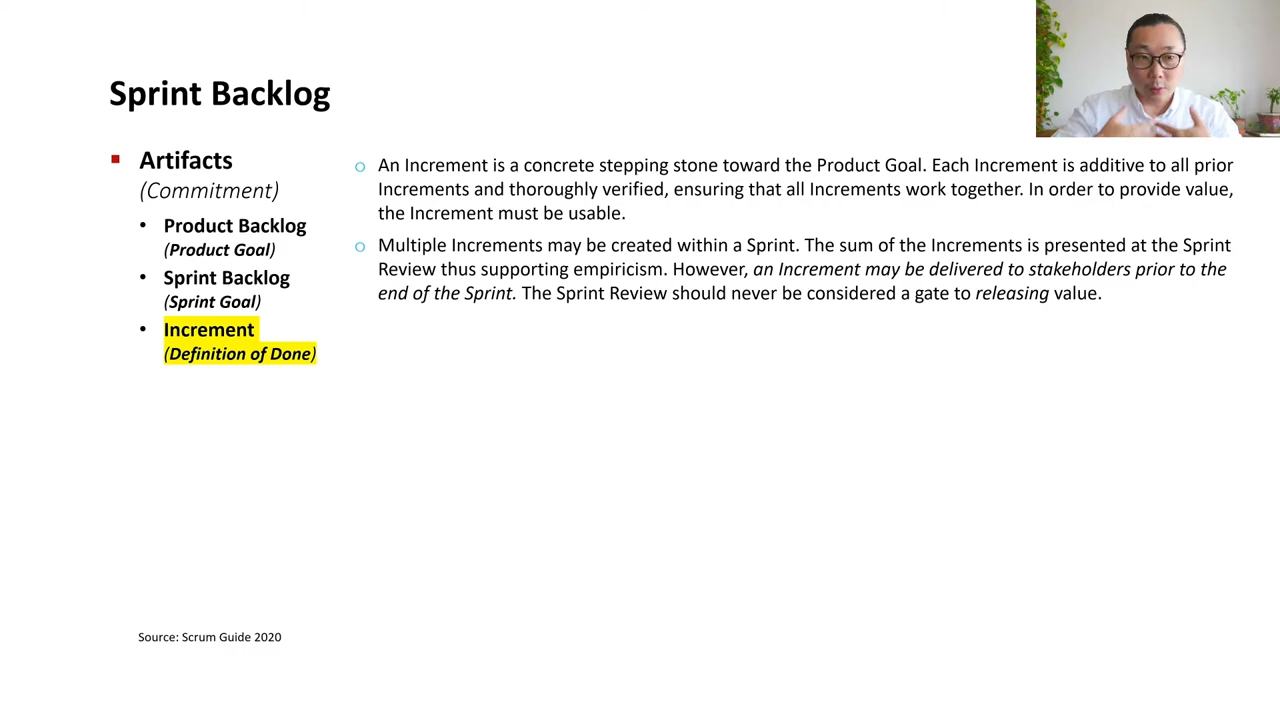 Sprint Backlog
Artifacts
(Commitment)
Product Backlog
(Product Goal)
Sprint Backlog
(Sprint Goal)
Increment
(Definition of Done)
An Increment is a concrete stepping stone toward the Product Goal. Each Increment is additive to all prior
Increments and thoroughly verified, ensuring that all Increments work together. In order to provide value,
the Increment must be usable.
Multiple Increments may be created within a Sprint. The sum of the Increments is presented at the Sprint
Review thus supporting empiricism. However, an Increment may be delivered to stakeholders prior to the
end of the Sprint. The Sprint Review should never be considered a gate to releasing value.
Source: Scrum Guide 2020